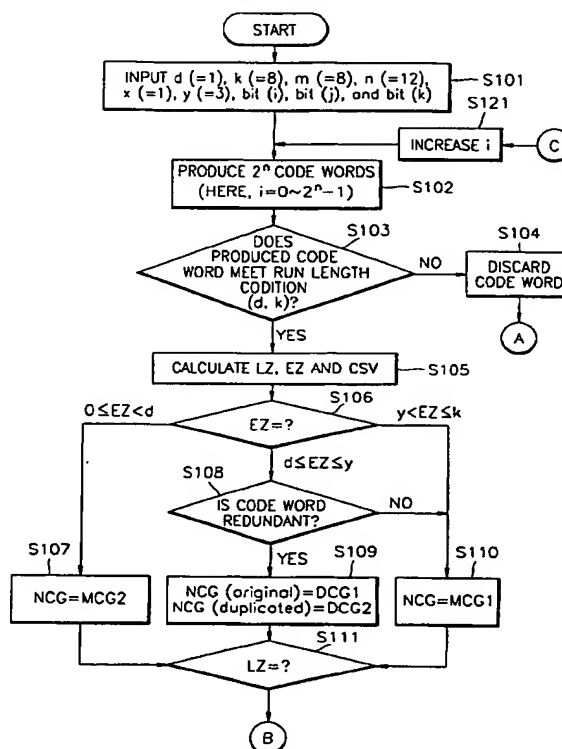 START
INPUT d (=1), k (=8), m (=8), n (=12),
x (=1), y (=3), bit (i), bit (j), and bit (k)
S101
S121
INCREASE i
C
PRODUCE 2ⁿ CODE WORDS
(HERE, i=0~2ⁿ-1)
S102
S103
DOES
PRODUCED CODE
WORD MEET RUN LENGTH
CODITION
(d, k)?
NO
S104
DISCARD
CODE WORD
A
YES
CALCULATE LZ, EZ AND CSV
S105
S106
0≤EZ<d
EZ=?
y<EZ≤k
d≤EZ≤y
S108
IS CODE WORD
REDUNDANT?
NO
YES
S107
NCG=MCG2
S109
NCG (original)=DCG1
NCG (duplicated)=DCG2
S110
NCG=MCG1
S111
LZ=?
B